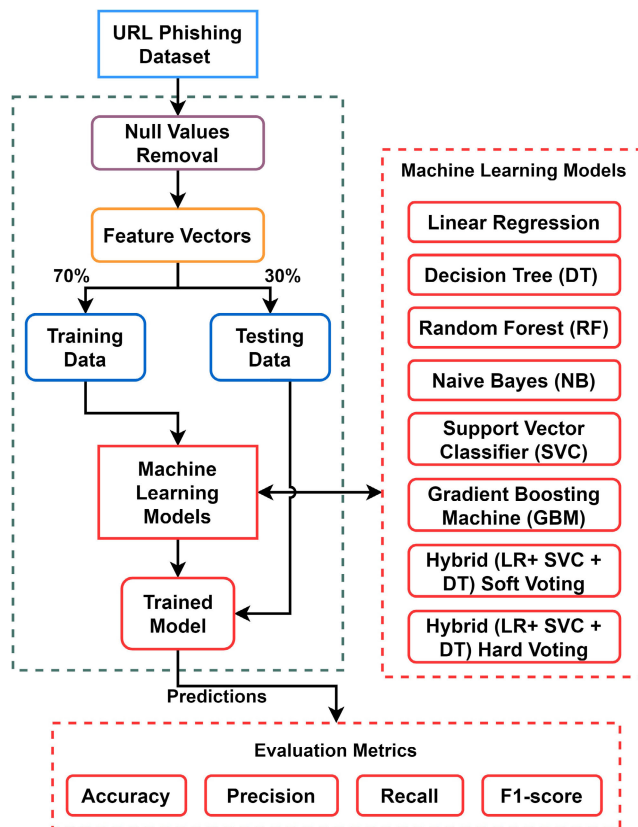 URL Phishing
Dataset
Null Values
Removal
Feature Vectors
70%
30%
Training
Data
Testing
Data
Machine
Learning
Models
Trained
Model
Predictions
Machine Learning Models
Linear Regression
Decision Tree (DT)
Random Forest (RF)
Naive Bayes (NB)
Support Vector
Classifier (SVC)
Gradient Boosting
Machine (GBM)
Hybrid (LR+ SVC +
DT) Soft Voting
Hybrid (LR+ SVC +
DT) Hard Voting
Evaluation Metrics
Accuracy
Precision
Recall
F1-score